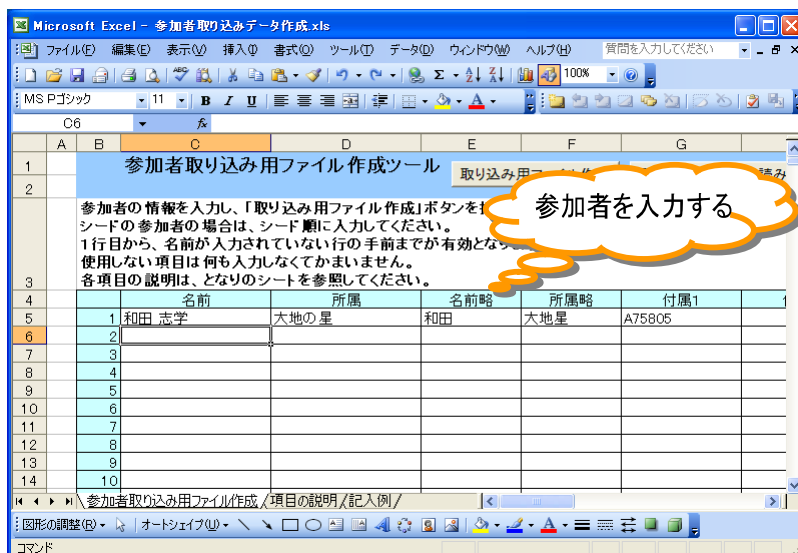 Microsoft Excel - 参加者取り込みデータ作成.xls
ファイル(F) 編集(E) 表示(V) 挿入(I) 書式(O) ツール(T) データ(D) ウィンドウ(W) ヘルプ(H) 質問を入力してください
100%
MS Pゴシック 11 B I U
C6 fx
A B C D E F G
1 参加者取り込み用ファイル作成ツール 取り込み
2
参加者を入力する
参加者の情報を入力し、「取り込み用ファイル作成」ボタンを
シードの参加者の場合は、シード順に入力してください。
1行目から、名前が入力されていない行の手前までが有効とな
使用しない項目は何も入力しなくてかまいません。
3 各項目の説明は、となりのシートを参照してください。
4 名前 所属 名前略 所属略 付属1
5 1 和田 志学 大地の星 和田 大地星 A75805
6 2
7 3
8 4
9 5
10 6
11 7
12 8
13 9
14 10
参加者取り込み用ファイル作成 項目の説明 記入例
図形の調整(R) オートシェイプ(U)
コマンド